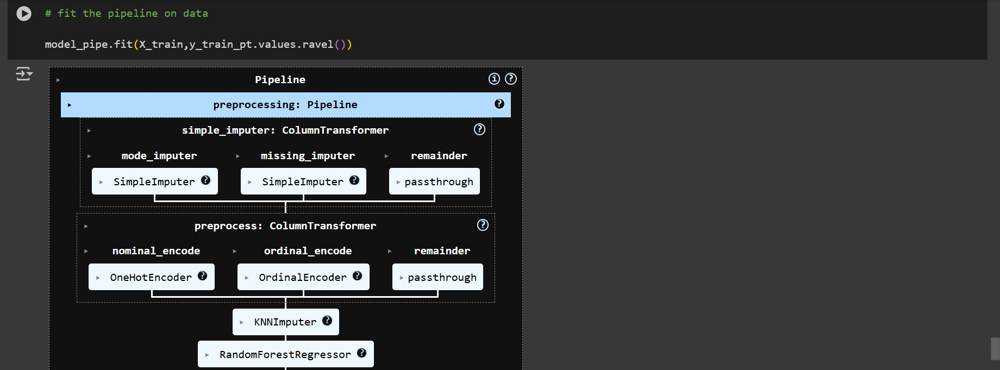 # fit the pipeline on data
model_pipe.fit(X_train,y_train_pt.values.ravel())
Pipeline i ?
preprocessing: Pipeline ?
simple_imputer: ColumnTransformer ?
mode_imputer missing_imputer remainder
SimpleImputer ? SimpleImputer ? passthrough
preprocess: ColumnTransformer ?
nominal_encode ordinal_encode remainder
OneHotEncoder ? OrdinalEncoder ? passthrough
KNNImputer ?
RandomForestRegressor ?